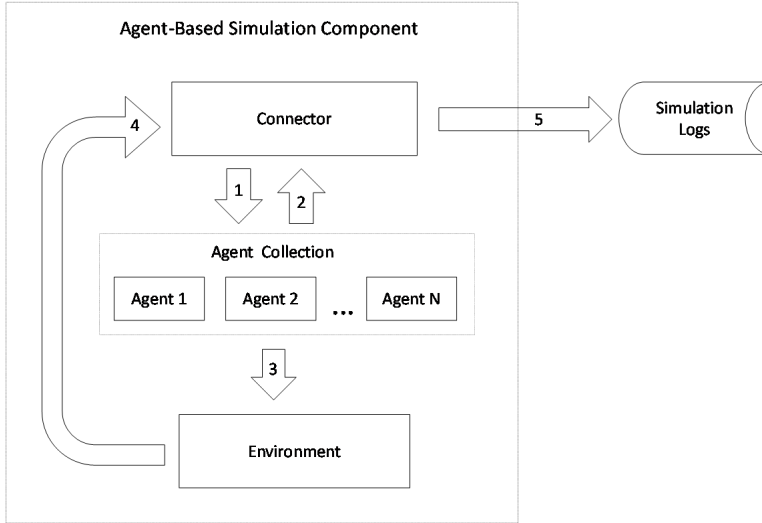 Agent-Based Simulation Component
4
Connector
5
Simulation
Logs
1
2
Agent Collection
Agent 1
Agent 2
...
Agent N
3
Environment